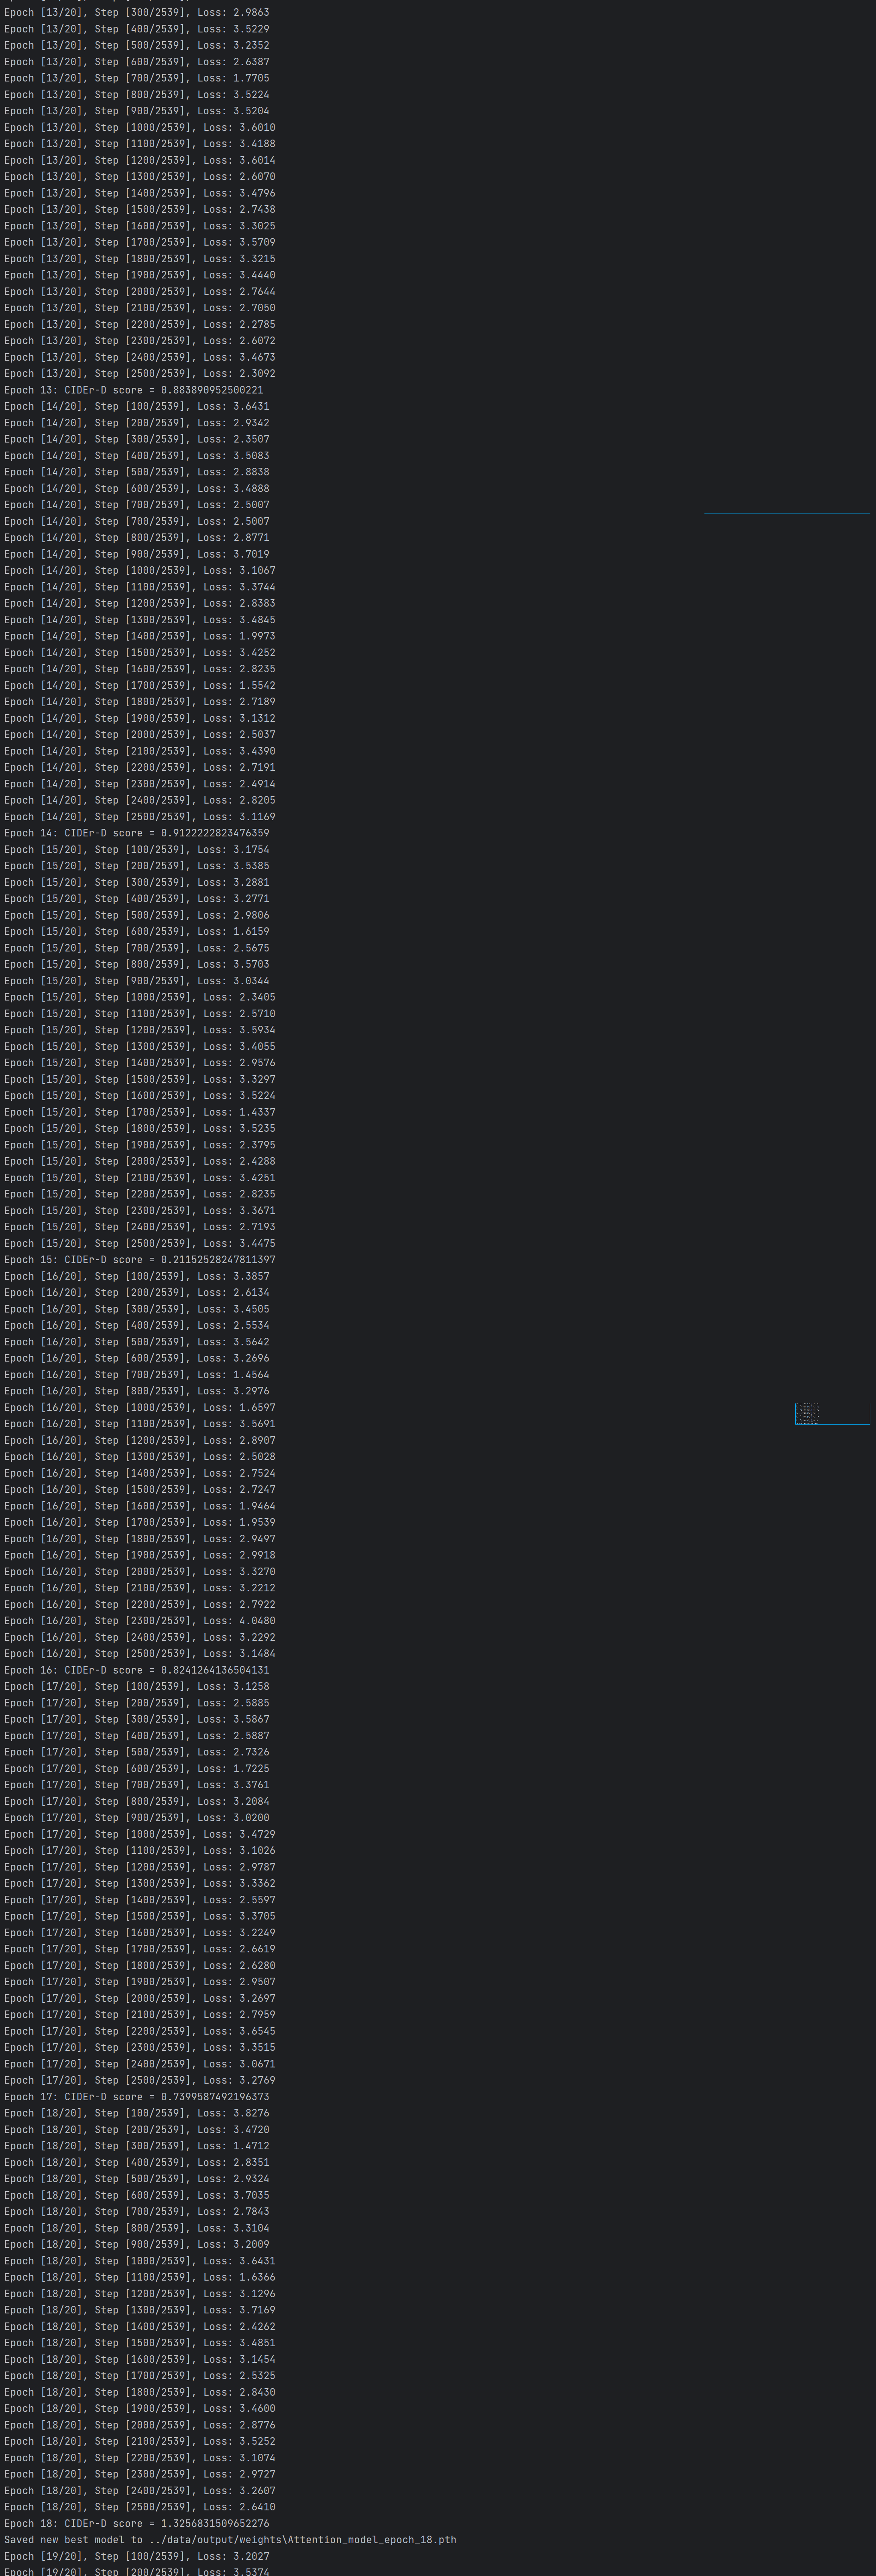 Epoch [13/20], Step [300/2539], Loss: 2.9863
Epoch [13/20], Step [400/2539], Loss: 3.5229
Epoch [13/20], Step [500/2539], Loss: 3.2352
Epoch [13/20], Step [600/2539], Loss: 2.6387
Epoch [13/20], Step [700/2539], Loss: 1.7705
Epoch [13/20], Step [800/2539], Loss: 3.5224
Epoch [13/20], Step [900/2539], Loss: 3.5204
Epoch [13/20], Step [1000/2539], Loss: 3.6010
Epoch [13/20], Step [1100/2539], Loss: 3.4188
Epoch [13/20], Step [1200/2539], Loss: 3.6014
Epoch [13/20], Step [1300/2539], Loss: 2.6070
Epoch [13/20], Step [1400/2539], Loss: 3.4796
Epoch [13/20], Step [1500/2539], Loss: 2.7438
Epoch [13/20], Step [1600/2539], Loss: 3.3025
Epoch [13/20], Step [1700/2539], Loss: 3.5709
Epoch [13/20], Step [1800/2539], Loss: 3.3215
Epoch [13/20], Step [1900/2539], Loss: 3.4440
Epoch [13/20], Step [2000/2539], Loss: 2.7644
Epoch [13/20], Step [2100/2539], Loss: 2.7050
Epoch [13/20], Step [2200/2539], Loss: 2.2785
Epoch [13/20], Step [2300/2539], Loss: 2.6072
Epoch [13/20], Step [2400/2539], Loss: 3.4673
Epoch [13/20], Step [2500/2539], Loss: 2.3092
Epoch 13: CIDEr-D score = 0.883890952500221
Epoch [14/20], Step [100/2539], Loss: 3.6431
Epoch [14/20], Step [200/2539], Loss: 2.9342
Epoch [14/20], Step [300/2539], Loss: 2.3507
Epoch [14/20], Step [400/2539], Loss: 3.5083
Epoch [14/20], Step [500/2539], Loss: 2.8838
Epoch [14/20], Step [600/2539], Loss: 3.4888
Epoch [14/20], Step [700/2539], Loss: 2.5007
Epoch [14/20], Step [700/2539], Loss: 2.5007
Epoch [14/20], Step [800/2539], Loss: 2.8771
Epoch [14/20], Step [900/2539], Loss: 3.7019
Epoch [14/20], Step [1000/2539], Loss: 3.1067
Epoch [14/20], Step [1100/2539], Loss: 3.3744
Epoch [14/20], Step [1200/2539], Loss: 2.8383
Epoch [14/20], Step [1300/2539], Loss: 3.4845
Epoch [14/20], Step [1400/2539], Loss: 1.9973
Epoch [14/20], Step [1500/2539], Loss: 3.4252
Epoch [14/20], Step [1600/2539], Loss: 2.8235
Epoch [14/20], Step [1700/2539], Loss: 1.5542
Epoch [14/20], Step [1800/2539], Loss: 2.7189
Epoch [14/20], Step [1900/2539], Loss: 3.1312
Epoch [14/20], Step [2000/2539], Loss: 2.5037
Epoch [14/20], Step [2100/2539], Loss: 3.4390
Epoch [14/20], Step [2200/2539], Loss: 2.7191
Epoch [14/20], Step [2300/2539], Loss: 2.4914
Epoch [14/20], Step [2400/2539], Loss: 2.8205
Epoch [14/20], Step [2500/2539], Loss: 3.1169
Epoch 14: CIDEr-D score = 0.9122222823476359
Epoch [15/20], Step [100/2539], Loss: 3.1754
Epoch [15/20], Step [200/2539], Loss: 3.5385
Epoch [15/20], Step [300/2539], Loss: 3.2881
Epoch [15/20], Step [400/2539], Loss: 3.2771
Epoch [15/20], Step [500/2539], Loss: 2.9806
Epoch [15/20], Step [600/2539], Loss: 1.6159
Epoch [15/20], Step [700/2539], Loss: 2.5675
Epoch [15/20], Step [800/2539], Loss: 3.5703
Epoch [15/20], Step [900/2539], Loss: 3.0344
Epoch [15/20], Step [1000/2539], Loss: 2.3405
Epoch [15/20], Step [1100/2539], Loss: 2.5710
Epoch [15/20], Step [1200/2539], Loss: 3.5934
Epoch [15/20], Step [1300/2539], Loss: 3.4055
Epoch [15/20], Step [1400/2539], Loss: 2.9576
Epoch [15/20], Step [1500/2539], Loss: 3.3297
Epoch [15/20], Step [1600/2539], Loss: 3.5224
Epoch [15/20], Step [1700/2539], Loss: 1.4337
Epoch [15/20], Step [1800/2539], Loss: 3.5235
Epoch [15/20], Step [1900/2539], Loss: 2.3795
Epoch [15/20], Step [2000/2539], Loss: 2.4288
Epoch [15/20], Step [2100/2539], Loss: 3.4251
Epoch [15/20], Step [2200/2539], Loss: 2.8235
Epoch [15/20], Step [2300/2539], Loss: 3.3671
Epoch [15/20], Step [2400/2539], Loss: 2.7193
Epoch [15/20], Step [2500/2539], Loss: 3.4475
Epoch 15: CIDEr-D score = 0.21152528247811397
Epoch [16/20], Step [100/2539], Loss: 3.3857
Epoch [16/20], Step [200/2539], Loss: 2.6134
Epoch [16/20], Step [300/2539], Loss: 3.4505
Epoch [16/20], Step [400/2539], Loss: 2.5534
Epoch [16/20], Step [500/2539], Loss: 3.5642
Epoch [16/20], Step [600/2539], Loss: 3.2696
Epoch [16/20], Step [700/2539], Loss: 1.4564
Epoch [16/20], Step [800/2539], Loss: 3.2976
Epoch [16/20], Step [1000/2539], Loss: 1.6597
Epoch [16/20], Step [1100/2539], Loss: 3.5691
Epoch [16/20], Step [1200/2539], Loss: 2.8907
Epoch [16/20], Step [1300/2539], Loss: 2.5028
Epoch [16/20], Step [1400/2539], Loss: 2.7524
Epoch [16/20], Step [1500/2539], Loss: 2.7247
Epoch [16/20], Step [1600/2539], Loss: 1.9464
Epoch [16/20], Step [1700/2539], Loss: 1.9539
Epoch [16/20], Step [1800/2539], Loss: 2.9497
Epoch [16/20], Step [1900/2539], Loss: 2.9918
Epoch [16/20], Step [2000/2539], Loss: 3.3270
Epoch [16/20], Step [2100/2539], Loss: 3.2212
Epoch [16/20], Step [2200/2539], Loss: 2.7922
Epoch [16/20], Step [2300/2539], Loss: 4.0480
Epoch [16/20], Step [2400/2539], Loss: 3.2292
Epoch [16/20], Step [2500/2539], Loss: 3.1484
Epoch 16: CIDEr-D score = 0.8241264136504131
Epoch [17/20], Step [100/2539], Loss: 3.1258
Epoch [17/20], Step [200/2539], Loss: 2.5885
Epoch [17/20], Step [300/2539], Loss: 3.5867
Epoch [17/20], Step [400/2539], Loss: 2.5887
Epoch [17/20], Step [500/2539], Loss: 2.7326
Epoch [17/20], Step [600/2539], Loss: 1.7225
Epoch [17/20], Step [700/2539], Loss: 3.3761
Epoch [17/20], Step [800/2539], Loss: 3.2084
Epoch [17/20], Step [900/2539], Loss: 3.0200
Epoch [17/20], Step [1000/2539], Loss: 3.4729
Epoch [17/20], Step [1100/2539], Loss: 3.1026
Epoch [17/20], Step [1200/2539], Loss: 2.9787
Epoch [17/20], Step [1300/2539], Loss: 3.3362
Epoch [17/20], Step [1400/2539], Loss: 2.5597
Epoch [17/20], Step [1500/2539], Loss: 3.3705
Epoch [17/20], Step [1600/2539], Loss: 3.2249
Epoch [17/20], Step [1700/2539], Loss: 2.6619
Epoch [17/20], Step [1800/2539], Loss: 2.6280
Epoch [17/20], Step [1900/2539], Loss: 2.9507
Epoch [17/20], Step [2000/2539], Loss: 3.2697
Epoch [17/20], Step [2100/2539], Loss: 2.7959
Epoch [17/20], Step [2200/2539], Loss: 3.6545
Epoch [17/20], Step [2300/2539], Loss: 3.3515
Epoch [17/20], Step [2400/2539], Loss: 3.0671
Epoch [17/20], Step [2500/2539], Loss: 3.2769
Epoch 17: CIDEr-D score = 0.7399587492196373
Epoch [18/20], Step [100/2539], Loss: 3.8276
Epoch [18/20], Step [200/2539], Loss: 3.4720
Epoch [18/20], Step [300/2539], Loss: 1.4712
Epoch [18/20], Step [400/2539], Loss: 2.8351
Epoch [18/20], Step [500/2539], Loss: 2.9324
Epoch [18/20], Step [600/2539], Loss: 3.7035
Epoch [18/20], Step [700/2539], Loss: 2.7843
Epoch [18/20], Step [800/2539], Loss: 3.3104
Epoch [18/20], Step [900/2539], Loss: 3.2009
Epoch [18/20], Step [1000/2539], Loss: 3.6431
Epoch [18/20], Step [1100/2539], Loss: 1.6366
Epoch [18/20], Step [1200/2539], Loss: 3.1296
Epoch [18/20], Step [1300/2539], Loss: 3.7169
Epoch [18/20], Step [1400/2539], Loss: 2.4262
Epoch [18/20], Step [1500/2539], Loss: 3.4851
Epoch [18/20], Step [1600/2539], Loss: 3.1454
Epoch [18/20], Step [1700/2539], Loss: 2.5325
Epoch [18/20], Step [1800/2539], Loss: 2.8430
Epoch [18/20], Step [1900/2539], Loss: 3.4600
Epoch [18/20], Step [2000/2539], Loss: 2.8776
Epoch [18/20], Step [2100/2539], Loss: 3.5252
Epoch [18/20], Step [2200/2539], Loss: 3.1074
Epoch [18/20], Step [2300/2539], Loss: 2.9727
Epoch [18/20], Step [2400/2539], Loss: 3.2607
Epoch [18/20], Step [2500/2539], Loss: 2.6410
Epoch 18: CIDEr-D score = 1.3256831509652276
Saved new best model to ../data/output/weights\Attention_model_epoch_18.pth
Epoch [19/20], Step [100/2539], Loss: 3.2027
Epoch [19/20], Step [200/2539], Loss: 3.5374